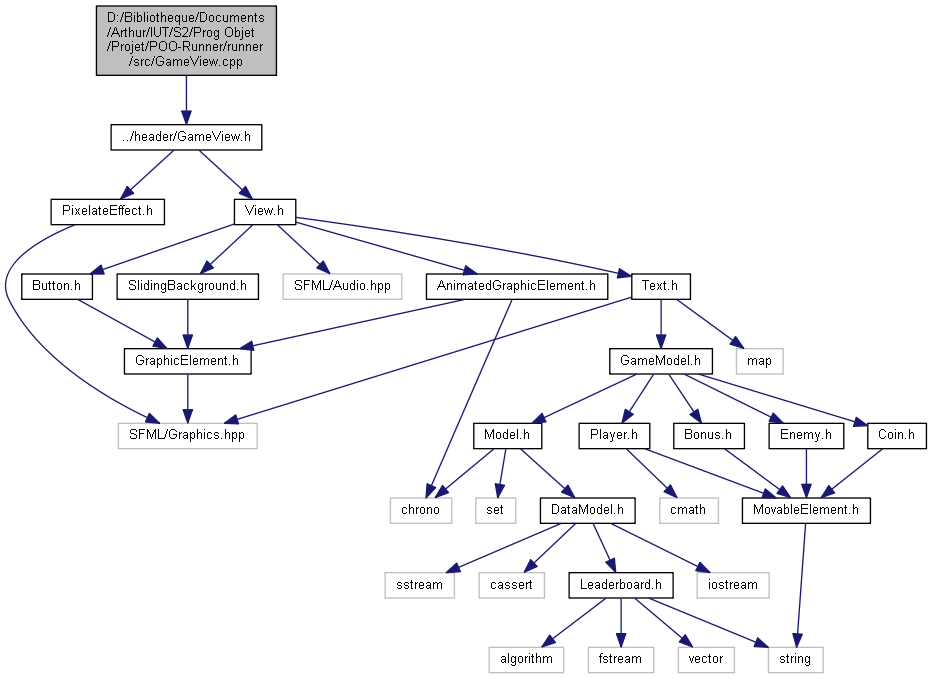 D:/Bibliotheque/Documents
/Arthur/IUT/S2/Prog Objet
/Projet/POO-Runner/runner
/src/GameView.cpp
../header/GameView.h
PixelateEffect.h
View.h
Button.h
SlidingBackground.h
SFML/Audio.hpp
AnimatedGraphicElement.h
Text.h
GraphicElement.h
GameModel.h
map
SFML/Graphics.hpp
Model.h
Player.h
Bonus.h
Enemy.h
Coin.h
chrono
set
DataModel.h
cmath
MovableElement.h
sstream
cassert
Leaderboard.h
iostream
algorithm
fstream
vector
string